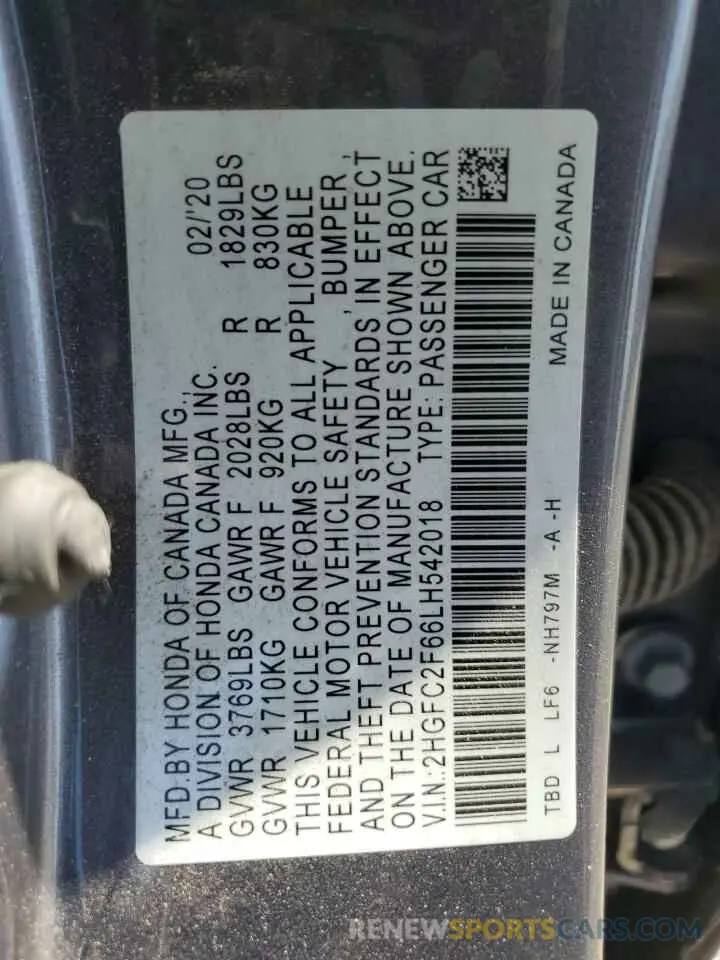 MFD.BY HONDA OF CANADA MFG.,
A DIVISION OF HONDA CANADA INC. 02/'20
GVWR 3769LBS GAWR F 2028LBS R 1829LBS
GVWR 1710KG GAWR F 920KG R 830KG
THIS VEHICLE CONFORMS TO ALL APPLICABLE
FEDERAL MOTOR VEHICLE SAFETY , BUMPER ,
AND THEFT PREVENTION STANDARDS IN EFFECT
ON THE DATE OF MANUFACTURE SHOWN ABOVE.
V.I.N.:2HGFC2F66LH542018 TYPE: PASSENGER CAR
TBD L LF6 -NH797M -A -H MADE IN CANADA
RENEWSPORTSCARS.COM